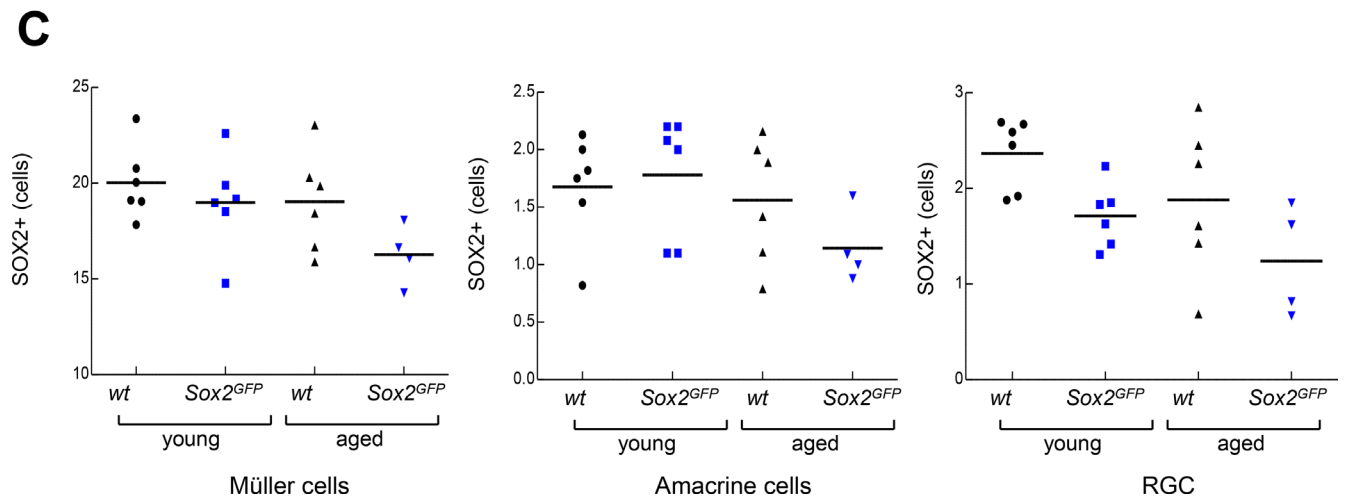 C
25
20
15
10
SOX2+ (cells)
wt Sox2GFP wt Sox2GFP
young aged
Müller cells
2.5
2.0
1.5
1.0
0.5
0.0
SOX2+ (cells)
wt Sox2GFP wt Sox2GFP
young aged
Amacrine cells
3
2
1
0
SOX2+ (cells)
wt Sox2GFP wt Sox2GFP
young aged
RGC